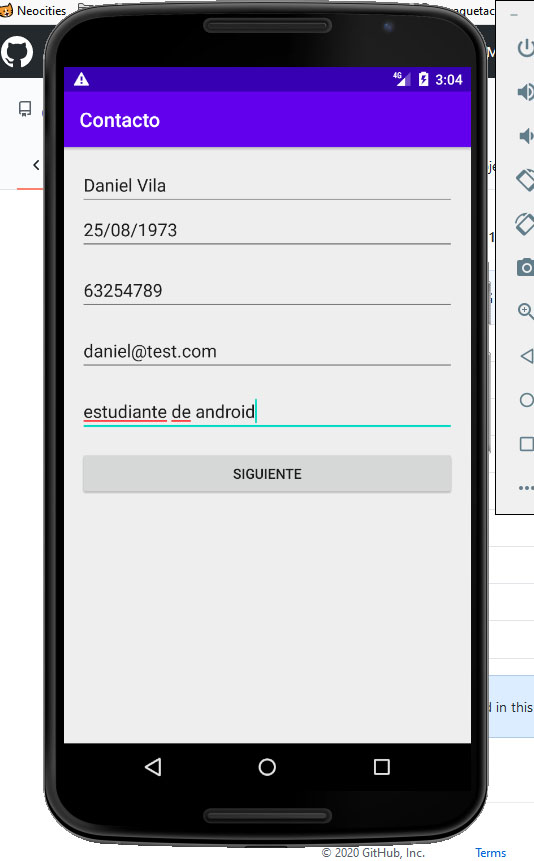 Neocities
4G 3:04
Contacto
Daniel Vila
25/08/1973
63254789
daniel@test.com
estudiante de android
SIGUIENTE
d in this
© 2020 GitHub, Inc.
Terms